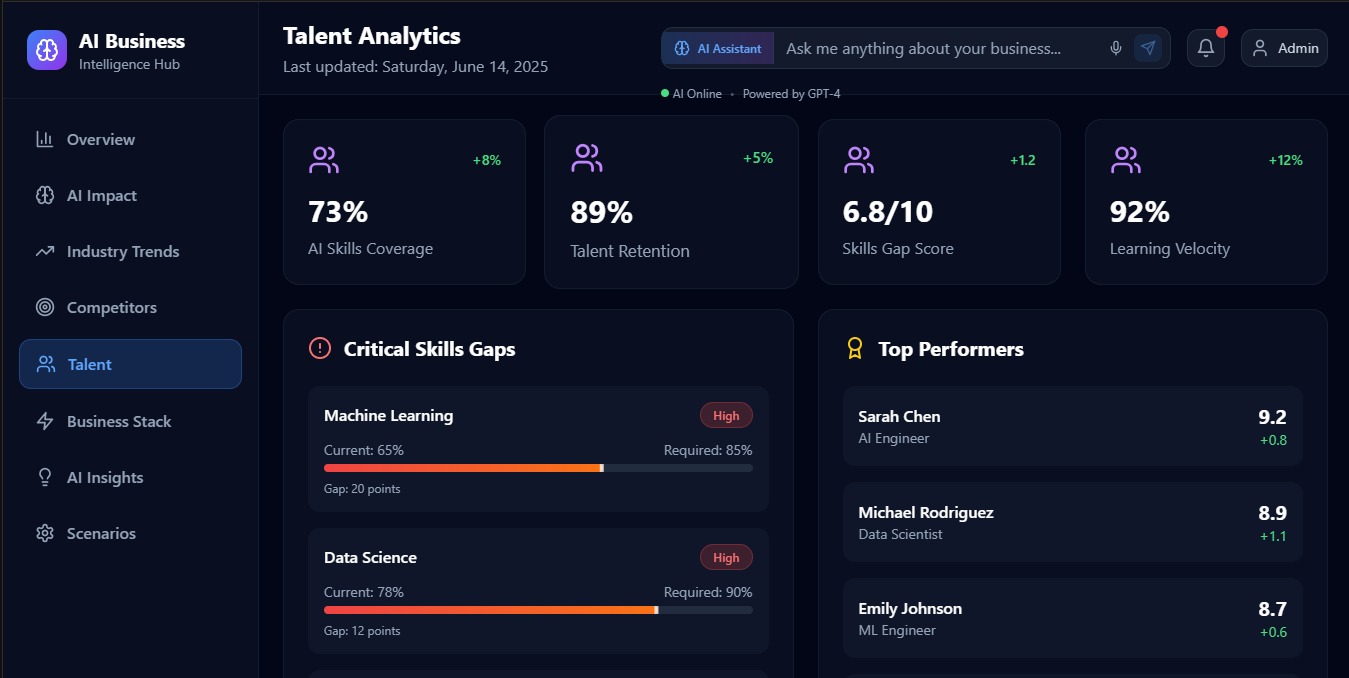 AI Business
Intelligence Hub
Overview
AI Impact
Industry Trends
Competitors
Talent
Business Stack
AI Insights
Scenarios
Talent Analytics
Last updated: Saturday, June 14, 2025
AI Assistant
Ask me anything about your business...
Admin
AI Online • Powered by GPT-4
+8%
73%
AI Skills Coverage
+5%
89%
Talent Retention
+1.2
6.8/10
Skills Gap Score
+12%
92%
Learning Velocity
Critical Skills Gaps
Machine Learning
High
Current: 65%
Required: 85%
Gap: 20 points
Data Science
High
Current: 78%
Required: 90%
Gap: 12 points
Top Performers
Sarah Chen
9.2
AI Engineer
+0.8
Michael Rodriguez
8.9
Data Scientist
+1.1
Emily Johnson
8.7
ML Engineer
+0.6